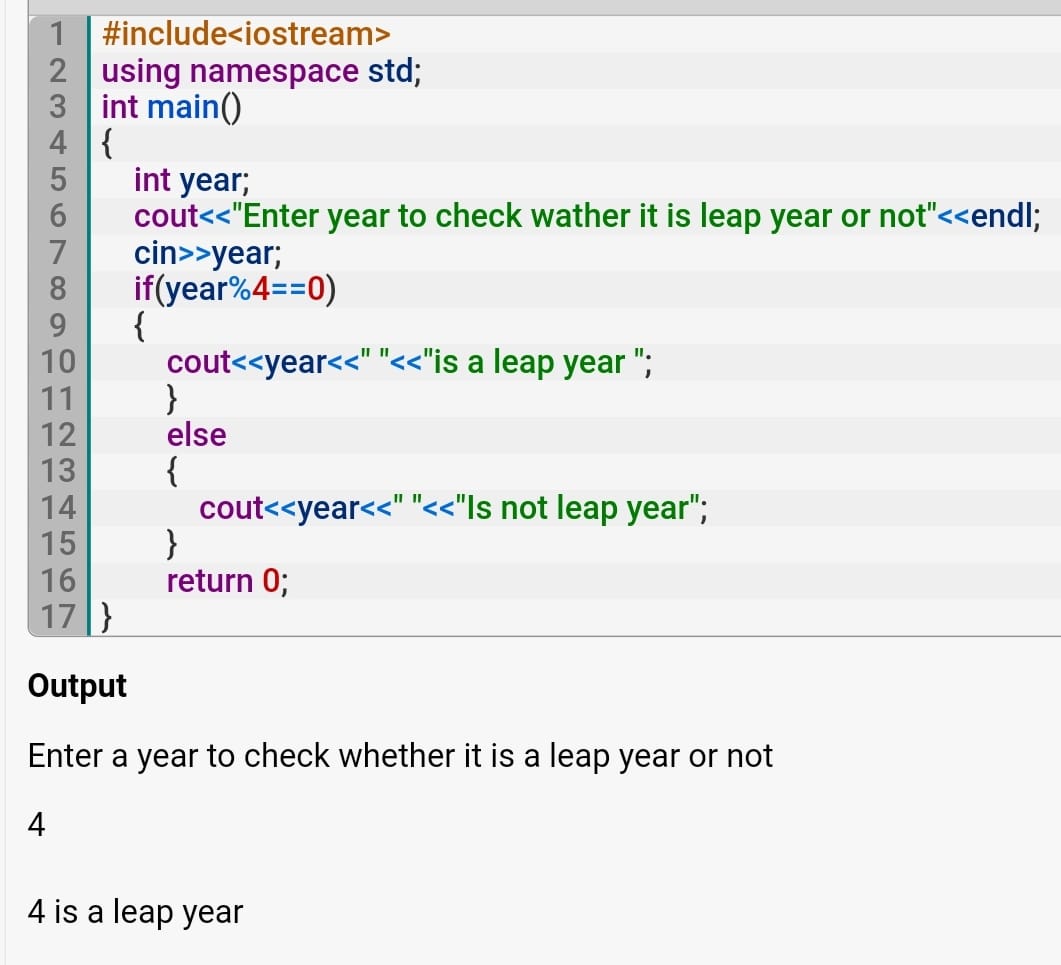 1 #include<iostream>
2 using namespace std;
3 int main()
4 {
5 int year;
6 cout<<"Enter year to check wather it is leap year or not"<<endl;
7 cin>>year;
8 if(year%4==0)
9 {
10 cout<<year<<" "<<"is a leap year ";
11 }
12 else
13 {
14 cout<<year<<" "<<"Is not leap year";
15 }
16 return 0;
17 }
Output
Enter a year to check whether it is a leap year or not
4
4 is a leap year